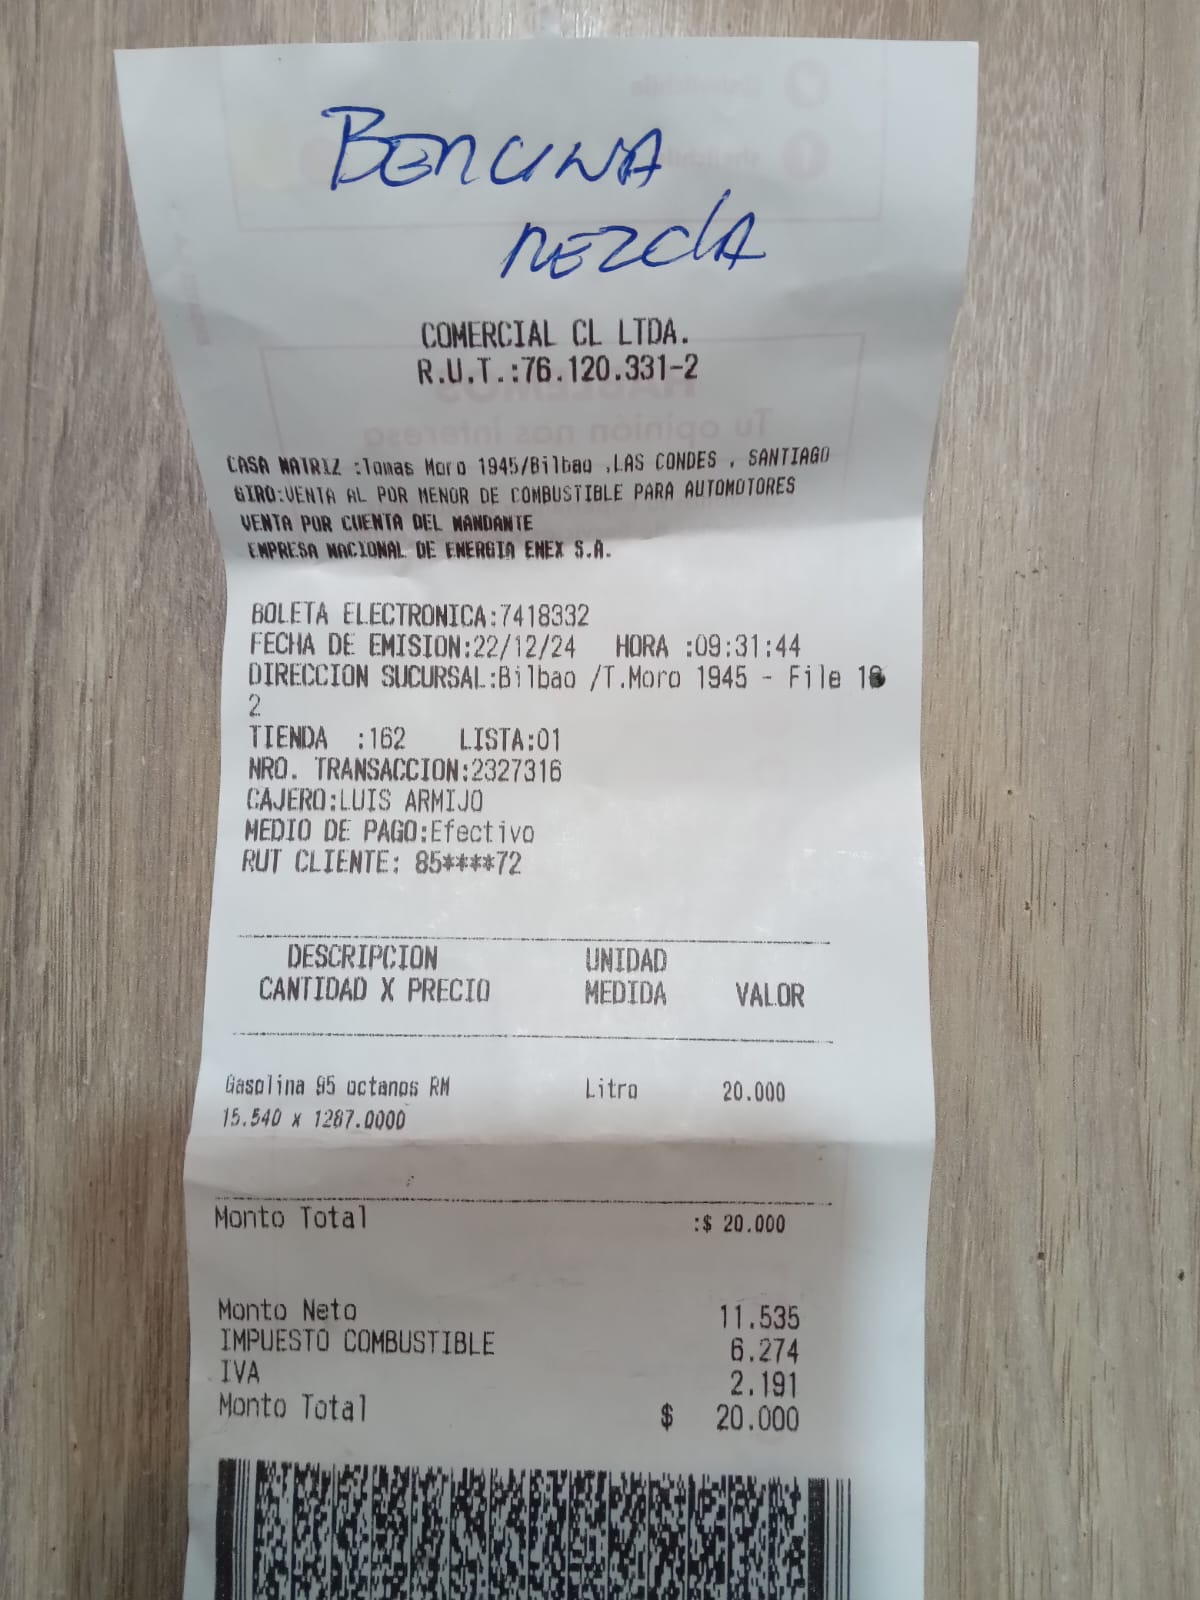 BENCINA
MEZCLA
COMERCIAL CL LTDA.
R.U.T.:76.120.331-2
CASA MATRIZ :Tomas Moro 1945/Bilbao ,LAS CONDES , SANTIAGO
GIRO:VENTA AL POR MENOR DE COMBUSTIBLE PARA AUTOMOTORES
VENTA POR CUENTA DEL MANDANTE
EMPRESA NACIONAL DE ENERGIA ENEX S.A.
BOLETA ELECTRONICA:7418332
FECHA DE EMISION:22/12/24 HORA :09:31:44
DIRECCION SUCURSAL:Bilbao /T.Moro 1945 - File 16
2
TIENDA :162 LISTA:01
NRO. TRANSACCION:2327316
CAJERO:LUIS ARMIJO
MEDIO DE PAGO:Efectivo
RUT CLIENTE: 85****72
DESCRIPCION UNIDAD
CANTIDAD X PRECIO MEDIDA VALOR
Gasolina 95 octanos RM Litro 20.000
15.540 x 1287.0000
Monto Total :$ 20.000
Monto Neto 11.535
IMPUESTO COMBUSTIBLE 6.274
IVA 2.191
Monto Total $ 20.000